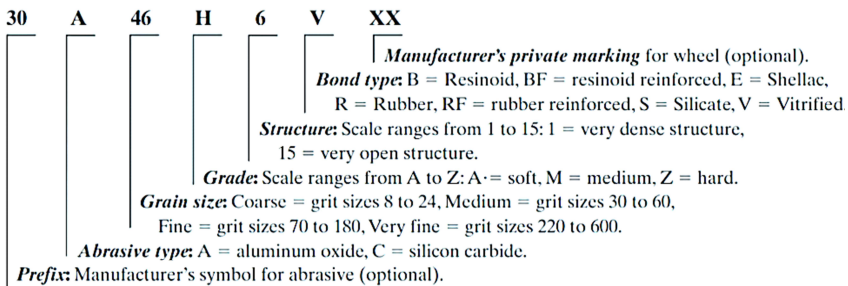 30 A 46 H 6 V XX
Manufacturer's private marking for wheel (optional).
Bond type: B = Resinoid, BF = resinoid reinforced, E = Shellac,
R = Rubber, RF = rubber reinforced, S = Silicate, V = Vitrified.
Structure: Scale ranges from 1 to 15: 1 = very dense structure,
15 = very open structure.
Grade: Scale ranges from A to Z: A·= soft, M = medium, Z = hard.
Grain size: Coarse = grit sizes 8 to 24, Medium = grit sizes 30 to 60,
Fine = grit sizes 70 to 180, Very fine = grit sizes 220 to 600.
Abrasive type: A = aluminum oxide, C = silicon carbide.
Prefix: Manufacturer's symbol for abrasive (optional).